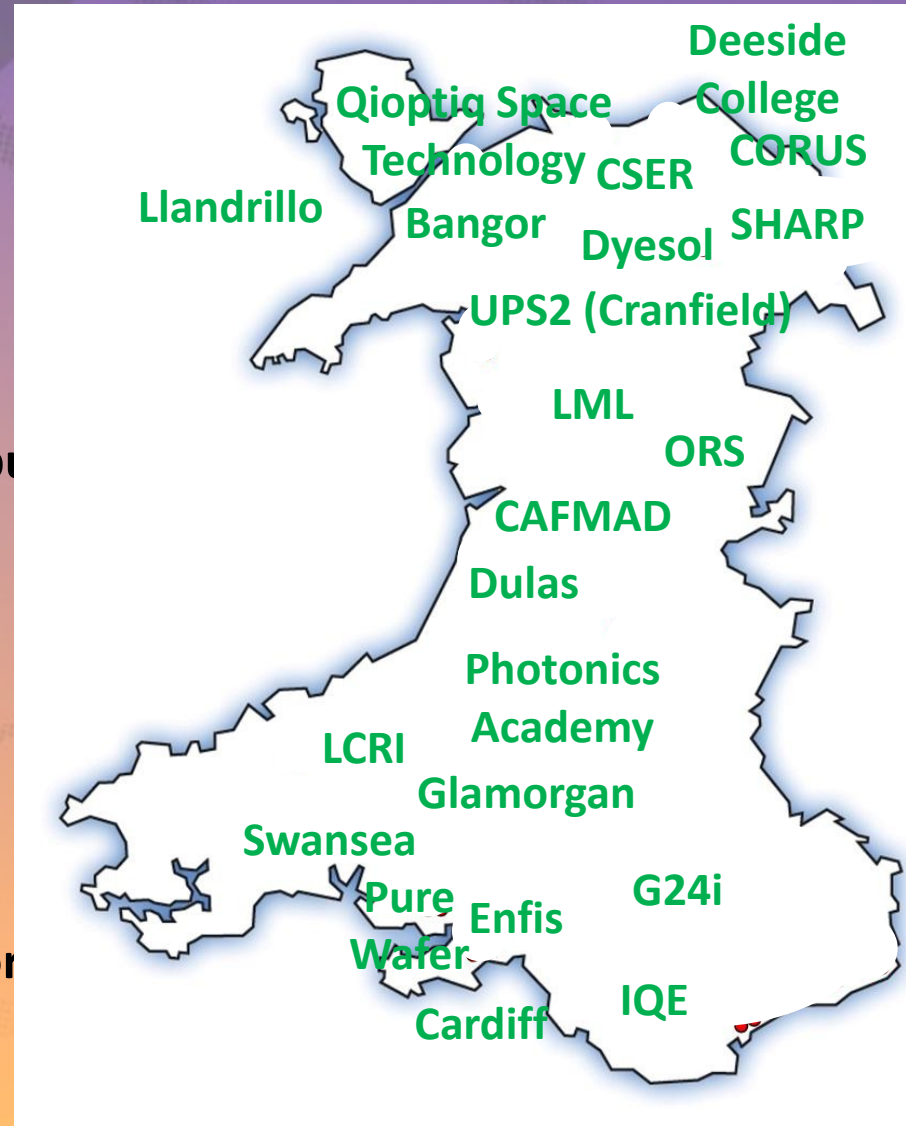 Deeside
College
Qioptiq Space
Technology
CORUS
CSER
Llandrillo
Bangor
SHARP
Dyesol
UPS2 (Cranfield)
LML
ORS
CAFMAD
Dulas
Photonics
Academy
LCRI
Glamorgan
Swansea
Pure
Wafer
G24i
Enfis
IQE
Cardiff